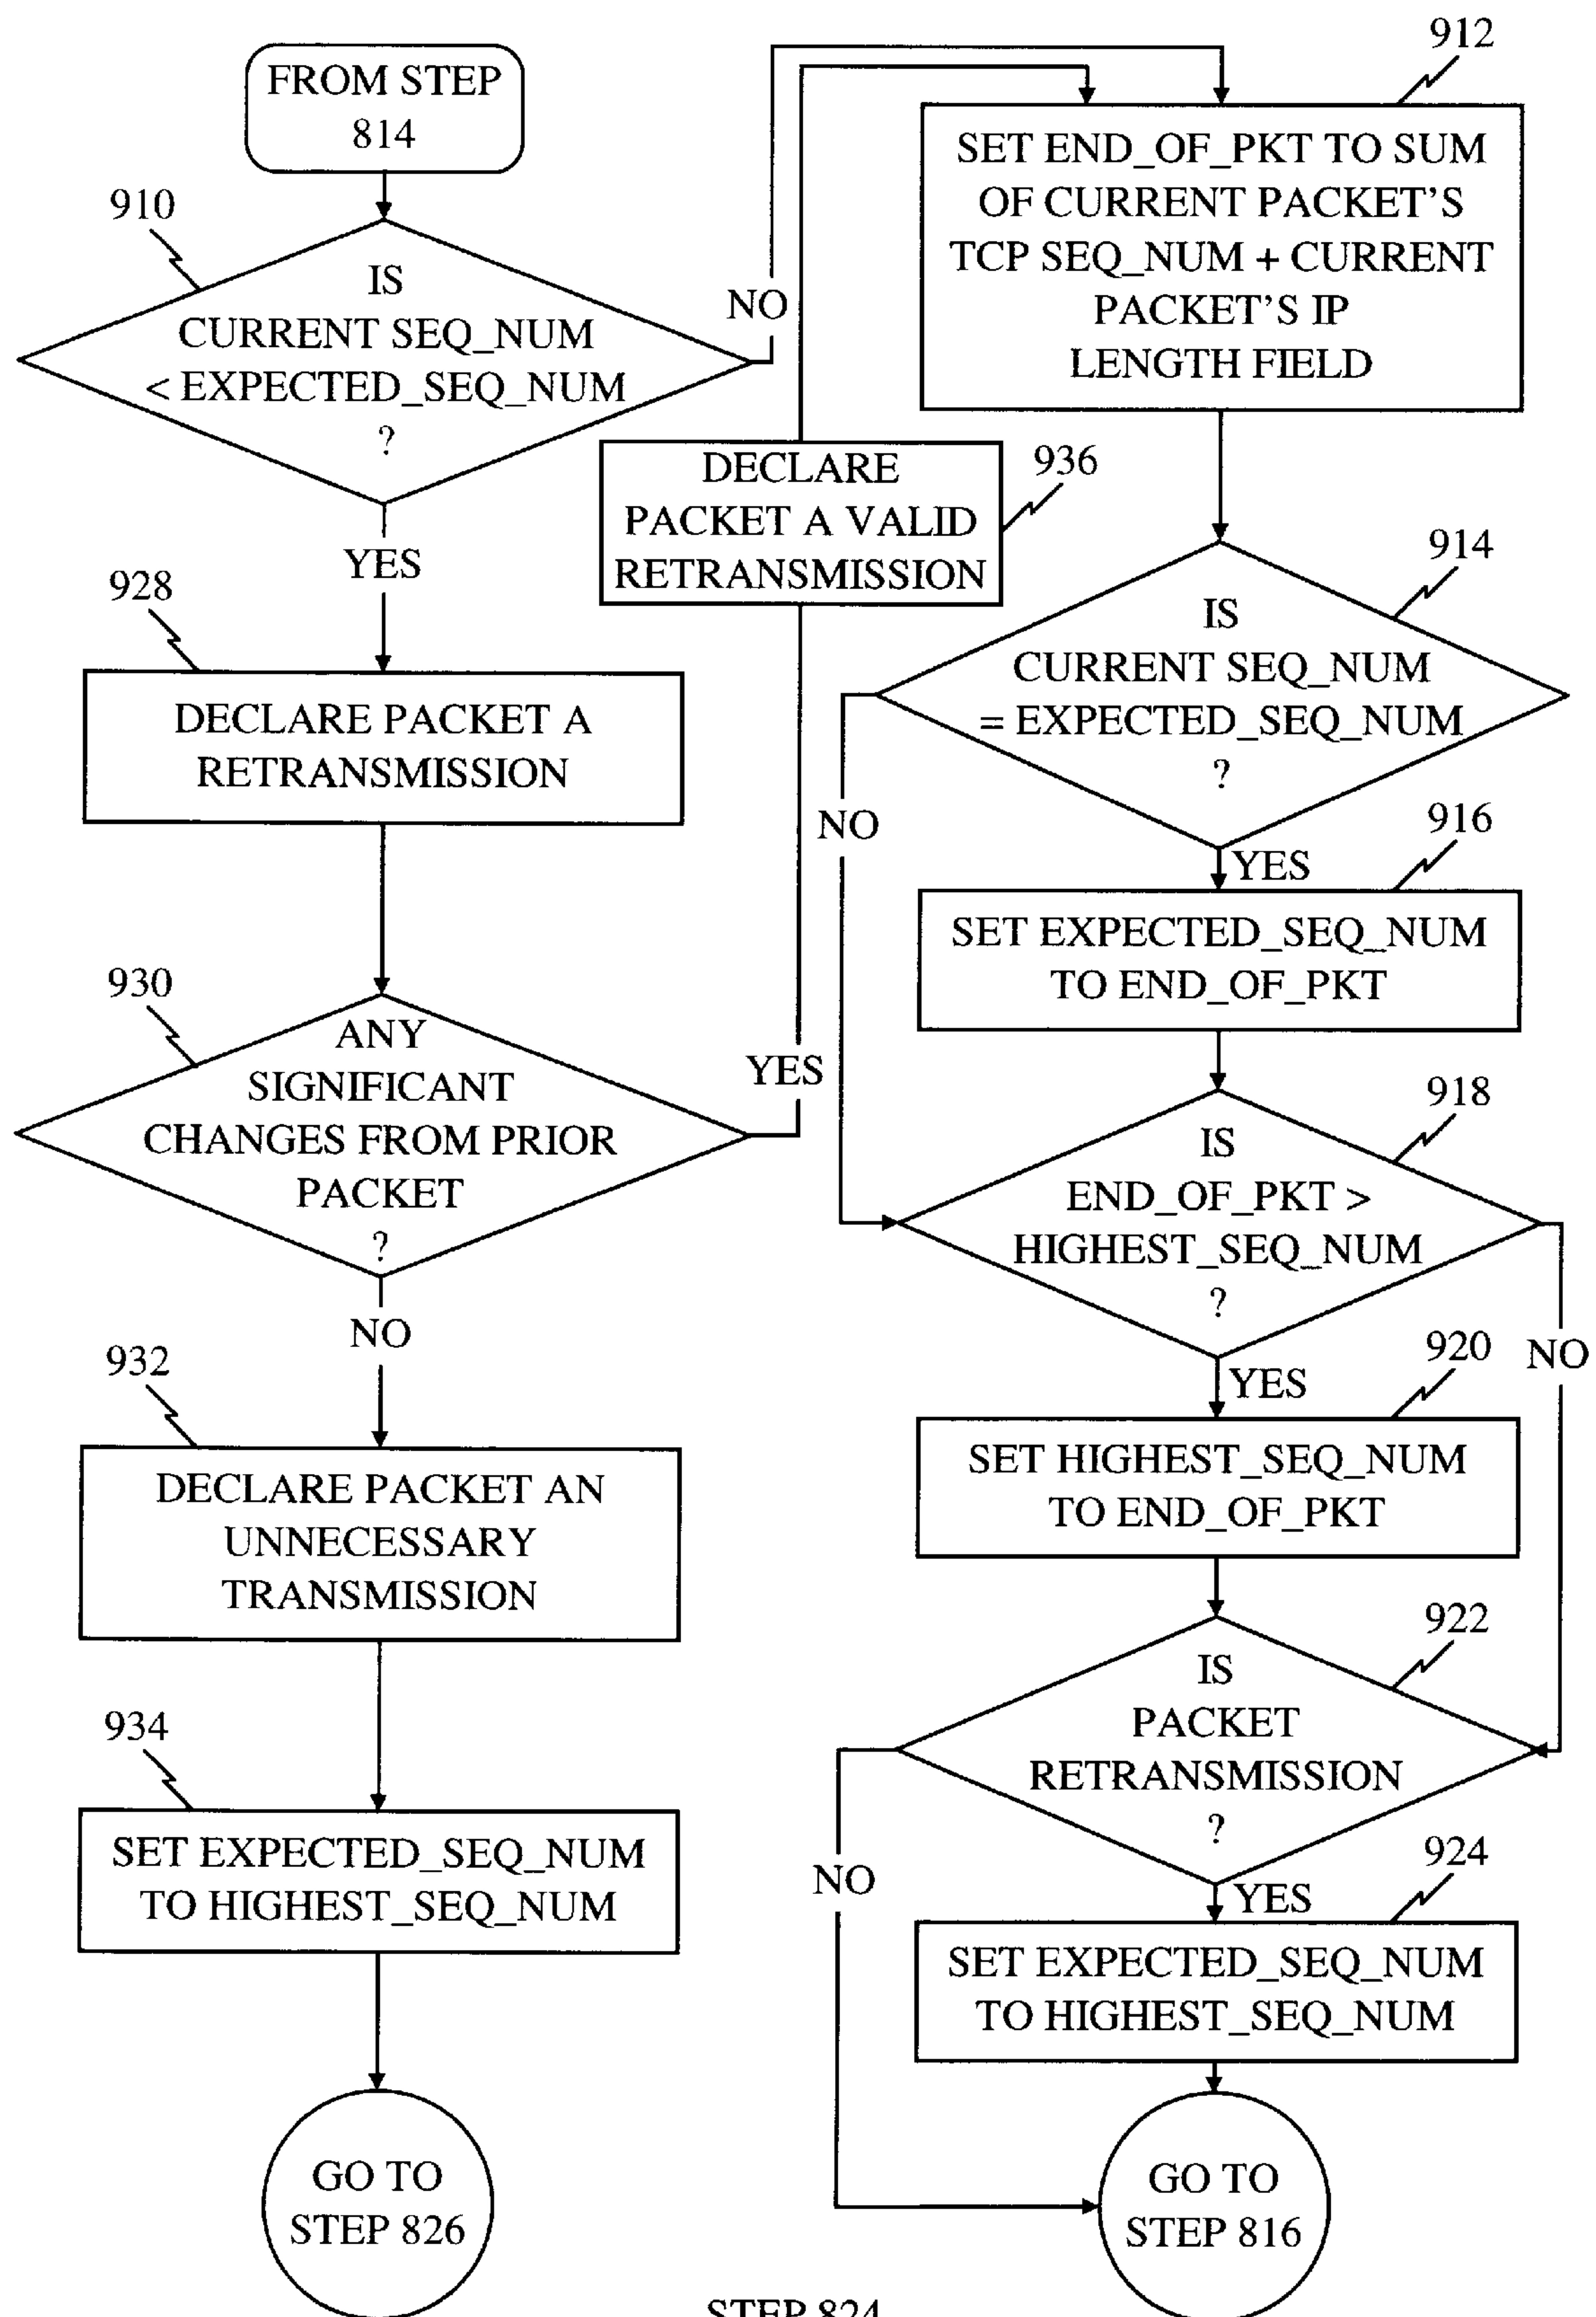 FROM STEP
814
910
IS
CURRENT SEQ_NUM
< EXPECTED_SEQ_NUM
?
NO
YES
928
DECLARE PACKET A
RETRANSMISSION
930
ANY
SIGNIFICANT
CHANGES FROM PRIOR
PACKET
?
YES
NO
932
DECLARE PACKET AN
UNNECESSARY
TRANSMISSION
934
SET EXPECTED_SEQ_NUM
TO HIGHEST_SEQ_NUM
GO TO
STEP 826
DECLARE
PACKET A VALID
RETRANSMISSION
936
912
SET END_OF_PKT TO SUM
OF CURRENT PACKET'S
TCP SEQ_NUM + CURRENT
PACKET'S IP
LENGTH FIELD
914
IS
CURRENT SEQ_NUM
= EXPECTED_SEQ_NUM
?
NO
YES
916
SET EXPECTED_SEQ_NUM
TO END_OF_PKT
918
IS
END_OF_PKT >
HIGHEST_SEQ_NUM
?
NO
YES
920
SET HIGHEST_SEQ_NUM
TO END_OF_PKT
922
IS
PACKET
RETRANSMISSION
?
NO
YES
924
SET EXPECTED_SEQ_NUM
TO HIGHEST_SEQ_NUM
GO TO
STEP 816
STEP 824